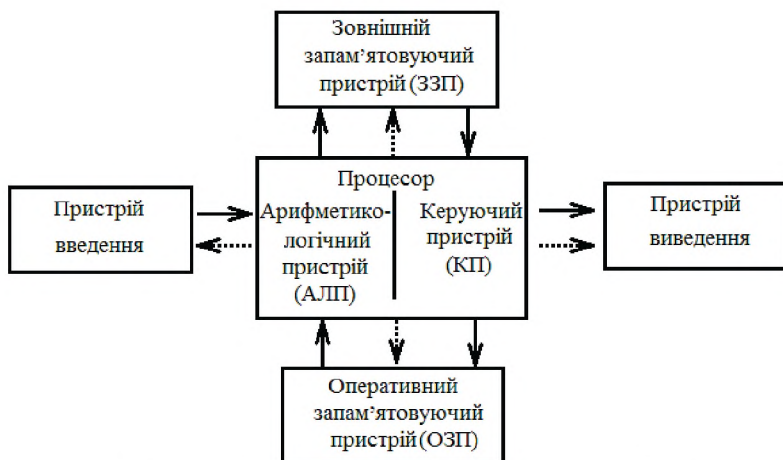 Зовнішній
запам’ятовуючий
пристрій (ЗЗП)
Процесор
Пристрій
введення
Арифметико-
логічний
пристрій
(АЛП)
Керуючий
пристрій
(КП)
Пристрій
виведення
Оперативний
запам’ятовуючий
пристрій (ОЗП)